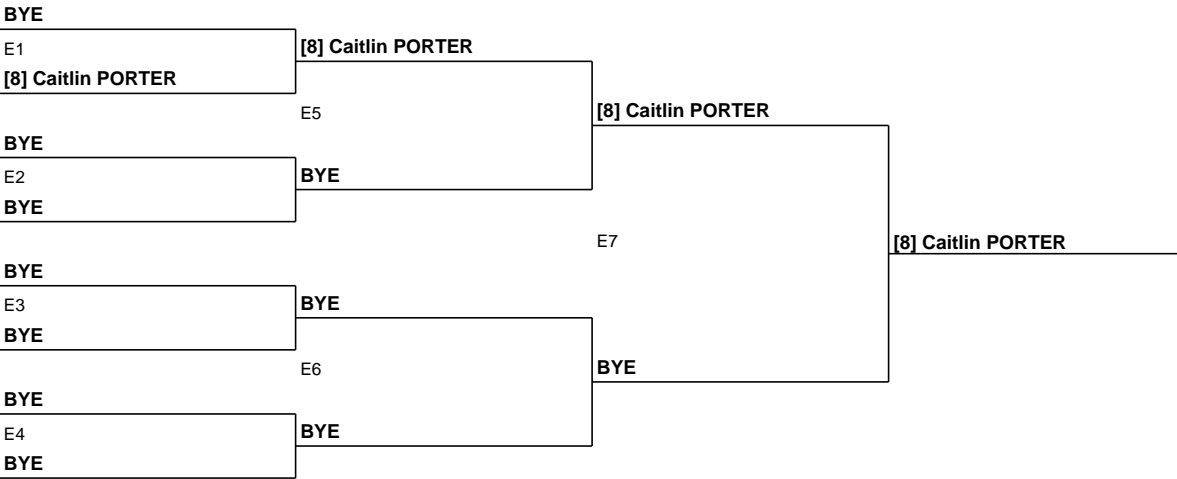 BYE
E1
[8] Caitlin PORTER
BYE
E2
BYE
BYE
E3
BYE
BYE
E4
BYE
[8] Caitlin PORTER
E5
BYE
BYE
E6
BYE
[8] Caitlin PORTER
E7
BYE
[8] Caitlin PORTER